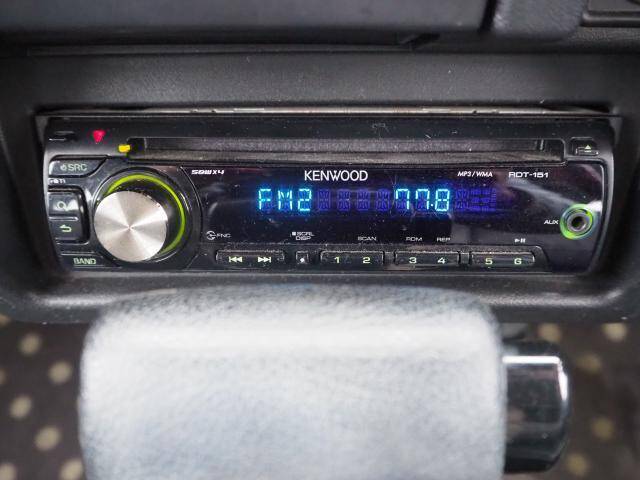 SRC
50W x 4
KENWOOD
MP3/WMA
RDT-151
FM2 77.8
AUX
FNC
SCRL
DISP
SCAN
RDM
REP
BAND
1 2
3 4
5 6